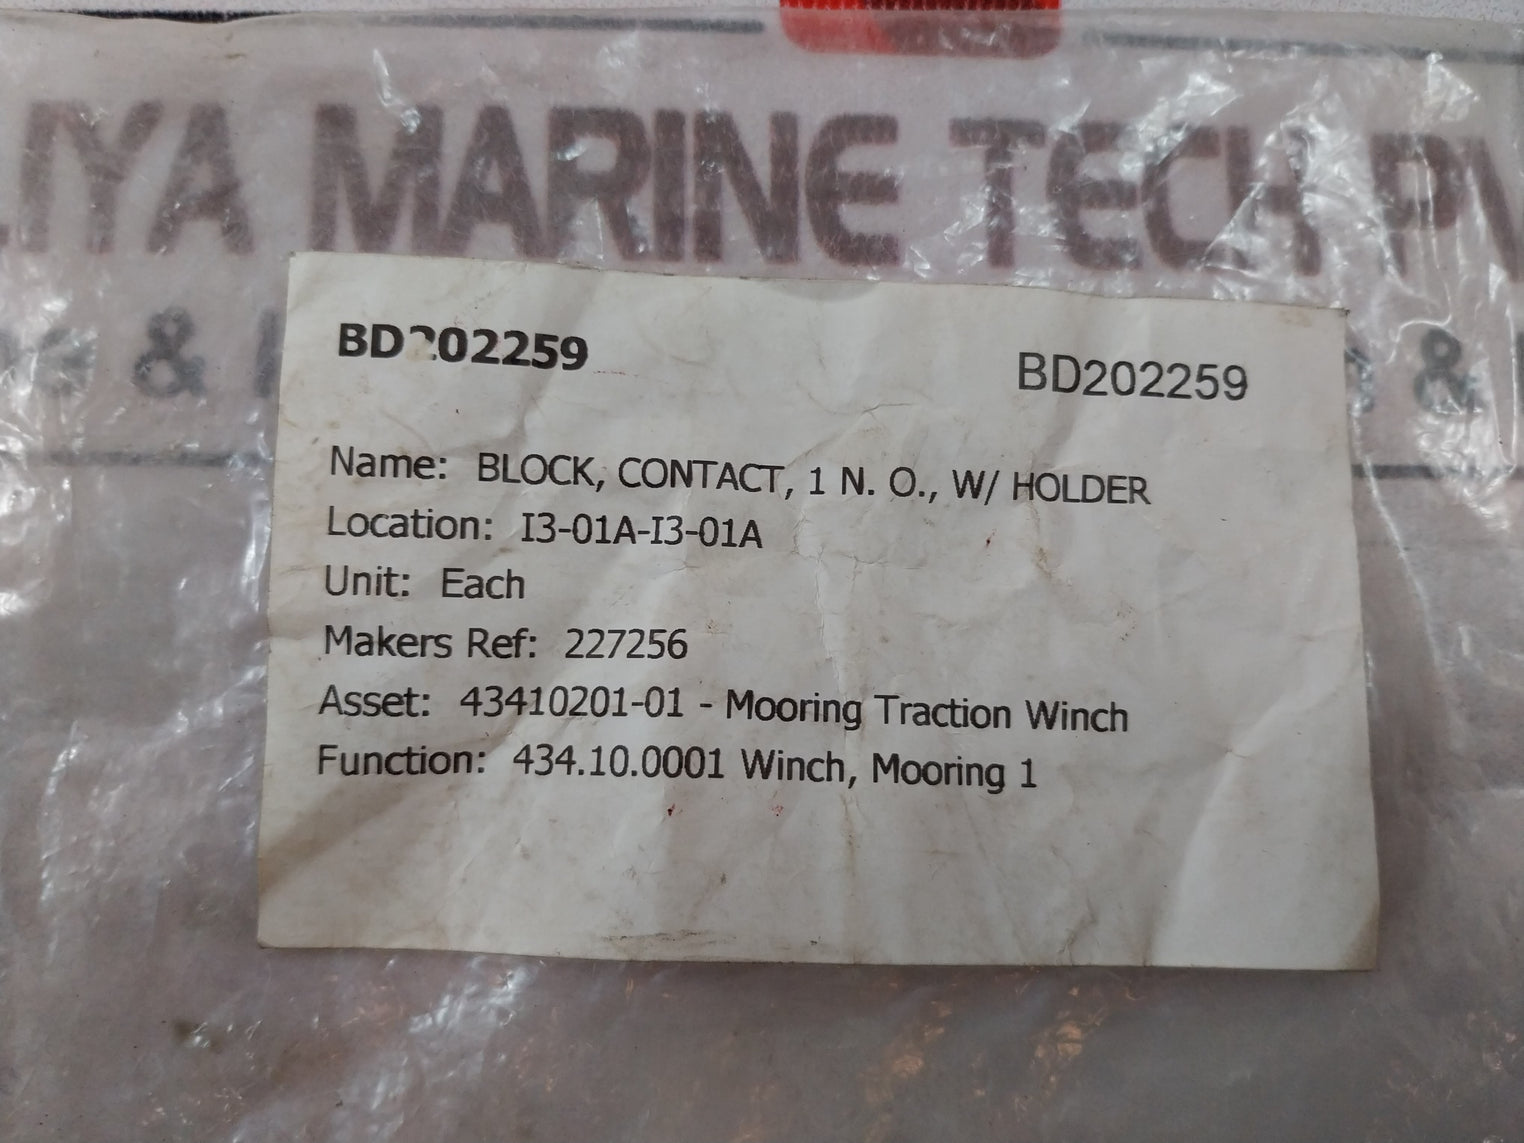 IYA MARINE TECH PV
&
&
BD202259
BD202259
Name: BLOCK, CONTACT, 1 N. O., W/ HOLDER
Location: I3-01A-I3-01A
Unit: Each
Makers Ref: 227256
Asset: 43410201-01 - Mooring Traction Winch
Function: 434.10.0001 Winch, Mooring 1